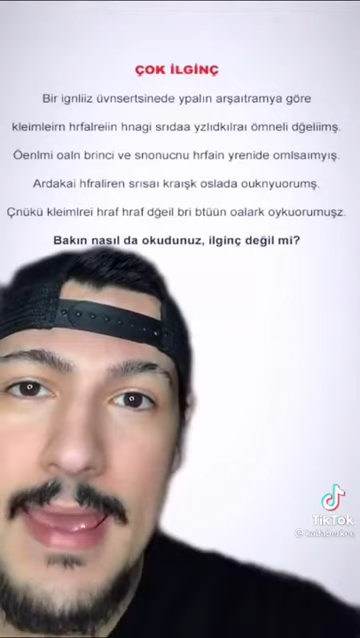 ÇOK İLGİNÇ
Bir ignliiz üvnsertsinede ypalın arşaıtramya göre
kleimleirn hrfalreiin hnagi srıdaa yzlıdkılraı ömneli dğeliimş.
Öenlmi oaln brinci ve snonucnu hrfain yrenide omlsaımyış.
Ardakai hfraliren srısaı kraışk oslada ouknyuorumş.
Çnükü kleimlrei hraf hraf dğeil bri btüün oalark oykuorumuşz.
Bakın nasıl da okudunuz, ilginç değil mi?
TikTok